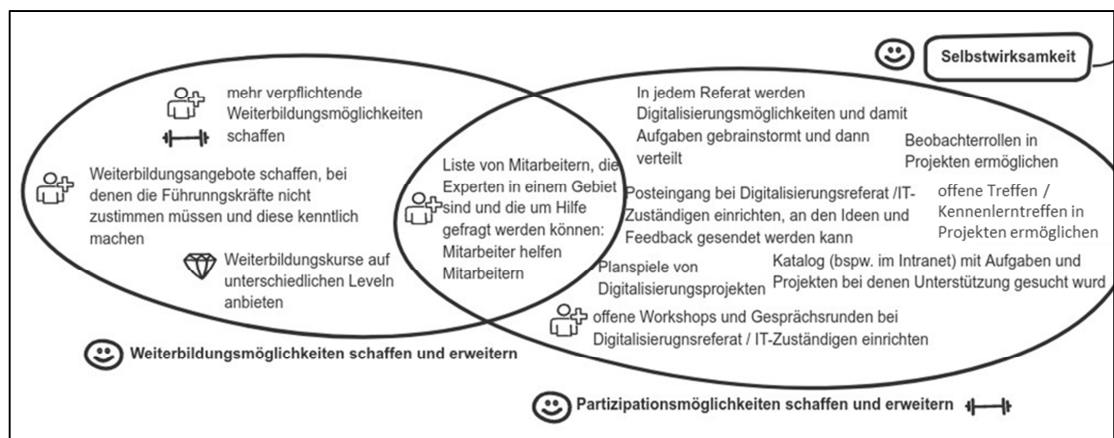 Selbstwirksamkeit
mehr verpflichtende
Weiterbildungsmöglichkeiten
schaffen
Weiterbildungsangebote schaffen, bei
denen die Führungskräfte nicht
zustimmen müssen und diese kenntlich
machen
Weiterbildungskurse auf
unterschiedlichen Leveln
anbieten
Liste von Mitarbeitern, die
Experten in einem Gebiet
sind und die um Hilfe
gefragt werden können:
Mitarbeiter helfen
Mitarbeitern
In jedem Referat werden
Digitalisierungsmöglichkeiten und damit
Aufgaben gebrainstormt und dann
verteilt
Beobachterrollen in
Projekten ermöglichen
Posteingang bei Digitalisierungsreferat /IT-
Zuständigen einrichten, an den Ideen und
Feedback gesendet werden kann
offene Treffen /
Kennenlerntreffen in
Projekten ermöglichen
Planspiele von
Digitalisierungsprojekten
Katalog (bspw. im Intranet) mit Aufgaben und
Projekten bei denen Unterstützung gesucht wurd
offene Workshops und Gesprächsrunden bei
Digitalisierugnsreferat / IT-Zuständigen einrichten
Weiterbildungsmöglichkeiten schaffen und erweitern
Partizipationsmöglichkeiten schaffen und erweitern